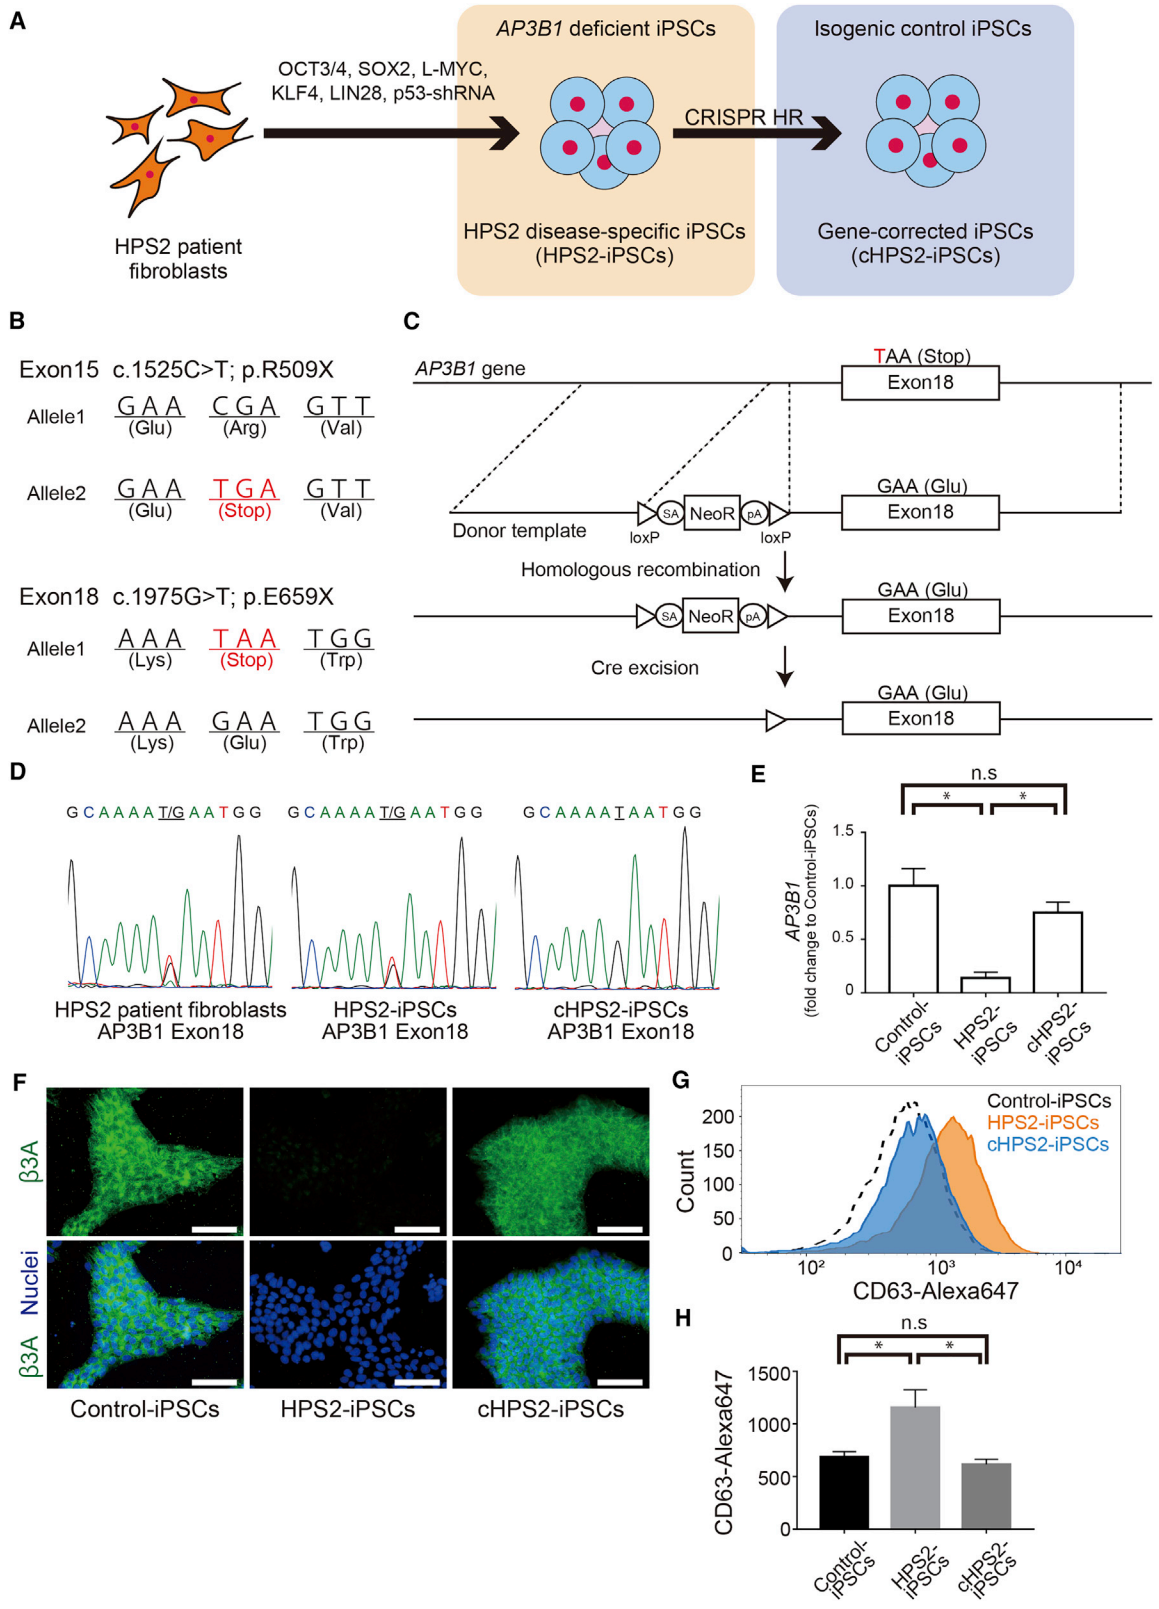 A
AP3B1 deficient iPSCs
Isogenic control iPSCs
OCT3/4, SOX2, L-MYC,
KLF4, LIN28, p53-shRNA
CRISPR HR
HPS2 patient
fibroblasts
HPS2 disease-specific iPSCs
(HPS2-iPSCs)
Gene-corrected iPSCs
(cHPS2-iPSCs)
B
Exon15 c.1525C>T; p.R509X
Allele1
GAA CGA GTT
(Glu) (Arg) (Val)
Allele2
GAA TGA GTT
(Glu) (Stop) (Val)
Exon18 c.1975G>T; p.E659X
Allele1
AAA TAA TGG
(Lys) (Stop) (Trp)
Allele2
AAA GAA TGG
(Lys) (Glu) (Trp)
C
AP3B1 gene
TAA (Stop)
Exon18
GAA (Glu)
Exon18
SA NeoR pA
loxP loxP
Donor template
Homologous recombination
GAA (Glu)
SA NeoR pA
Exon18
Cre excision
GAA (Glu)
Exon18
D
G C A A A A T/G A A T G G
G C A A A A T/G A A T G G
G C A A A A T A A T G G
HPS2 patient fibroblasts
AP3B1 Exon18
HPS2-iPSCs
AP3B1 Exon18
cHPS2-iPSCs
AP3B1 Exon18
E
n.s
* *
AP3B1
(fold change to Control-iPSCs)
1.5
1.0
0.5
0
Control-
iPSCs
HPS2-
iPSCs
cHPS2-
iPSCs
F
β3A
β3A Nuclei
Control-iPSCs
HPS2-iPSCs
cHPS2-iPSCs
G
Control-iPSCs
HPS2-iPSCs
cHPS2-iPSCs
Count
200
150
100
50
0
10²
10³
10⁴
CD63-Alexa647
H
n.s
* *
CD63-Alexa647
1500
1000
500
0
Control-
iPSCs
HPS2-
iPSCs
cHPS2-
iPSCs